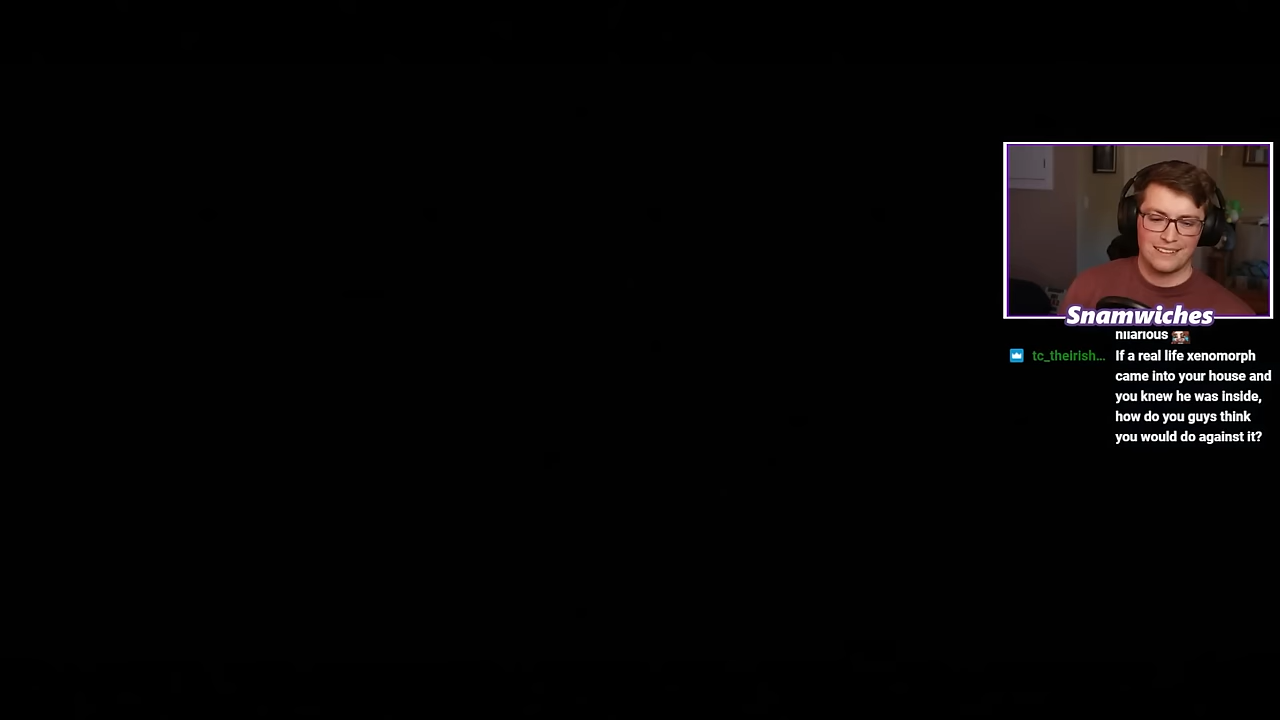 Snamwiches
hilarious
tc_theirish... If a real life xenomorph
came into your house and
you knew he was inside,
how do you guys think
you would do against it?